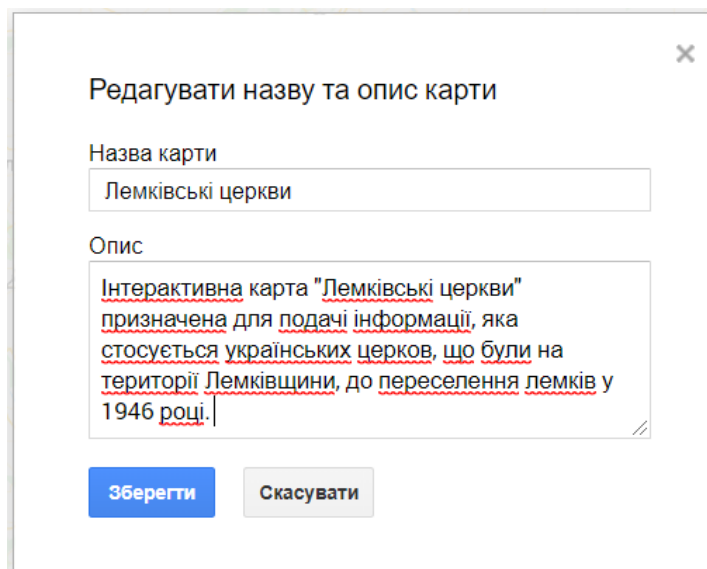 Редагувати назву та опис карти
Назва карти
Лемківські церкви
Опис
Інтерактивна карта "Лемківські церкви"
призначена для подачі інформації, яка
стосується українських церков, що були на
території Лемківщини, до переселення лемків у
1946 році.
Зберегти
Скасувати